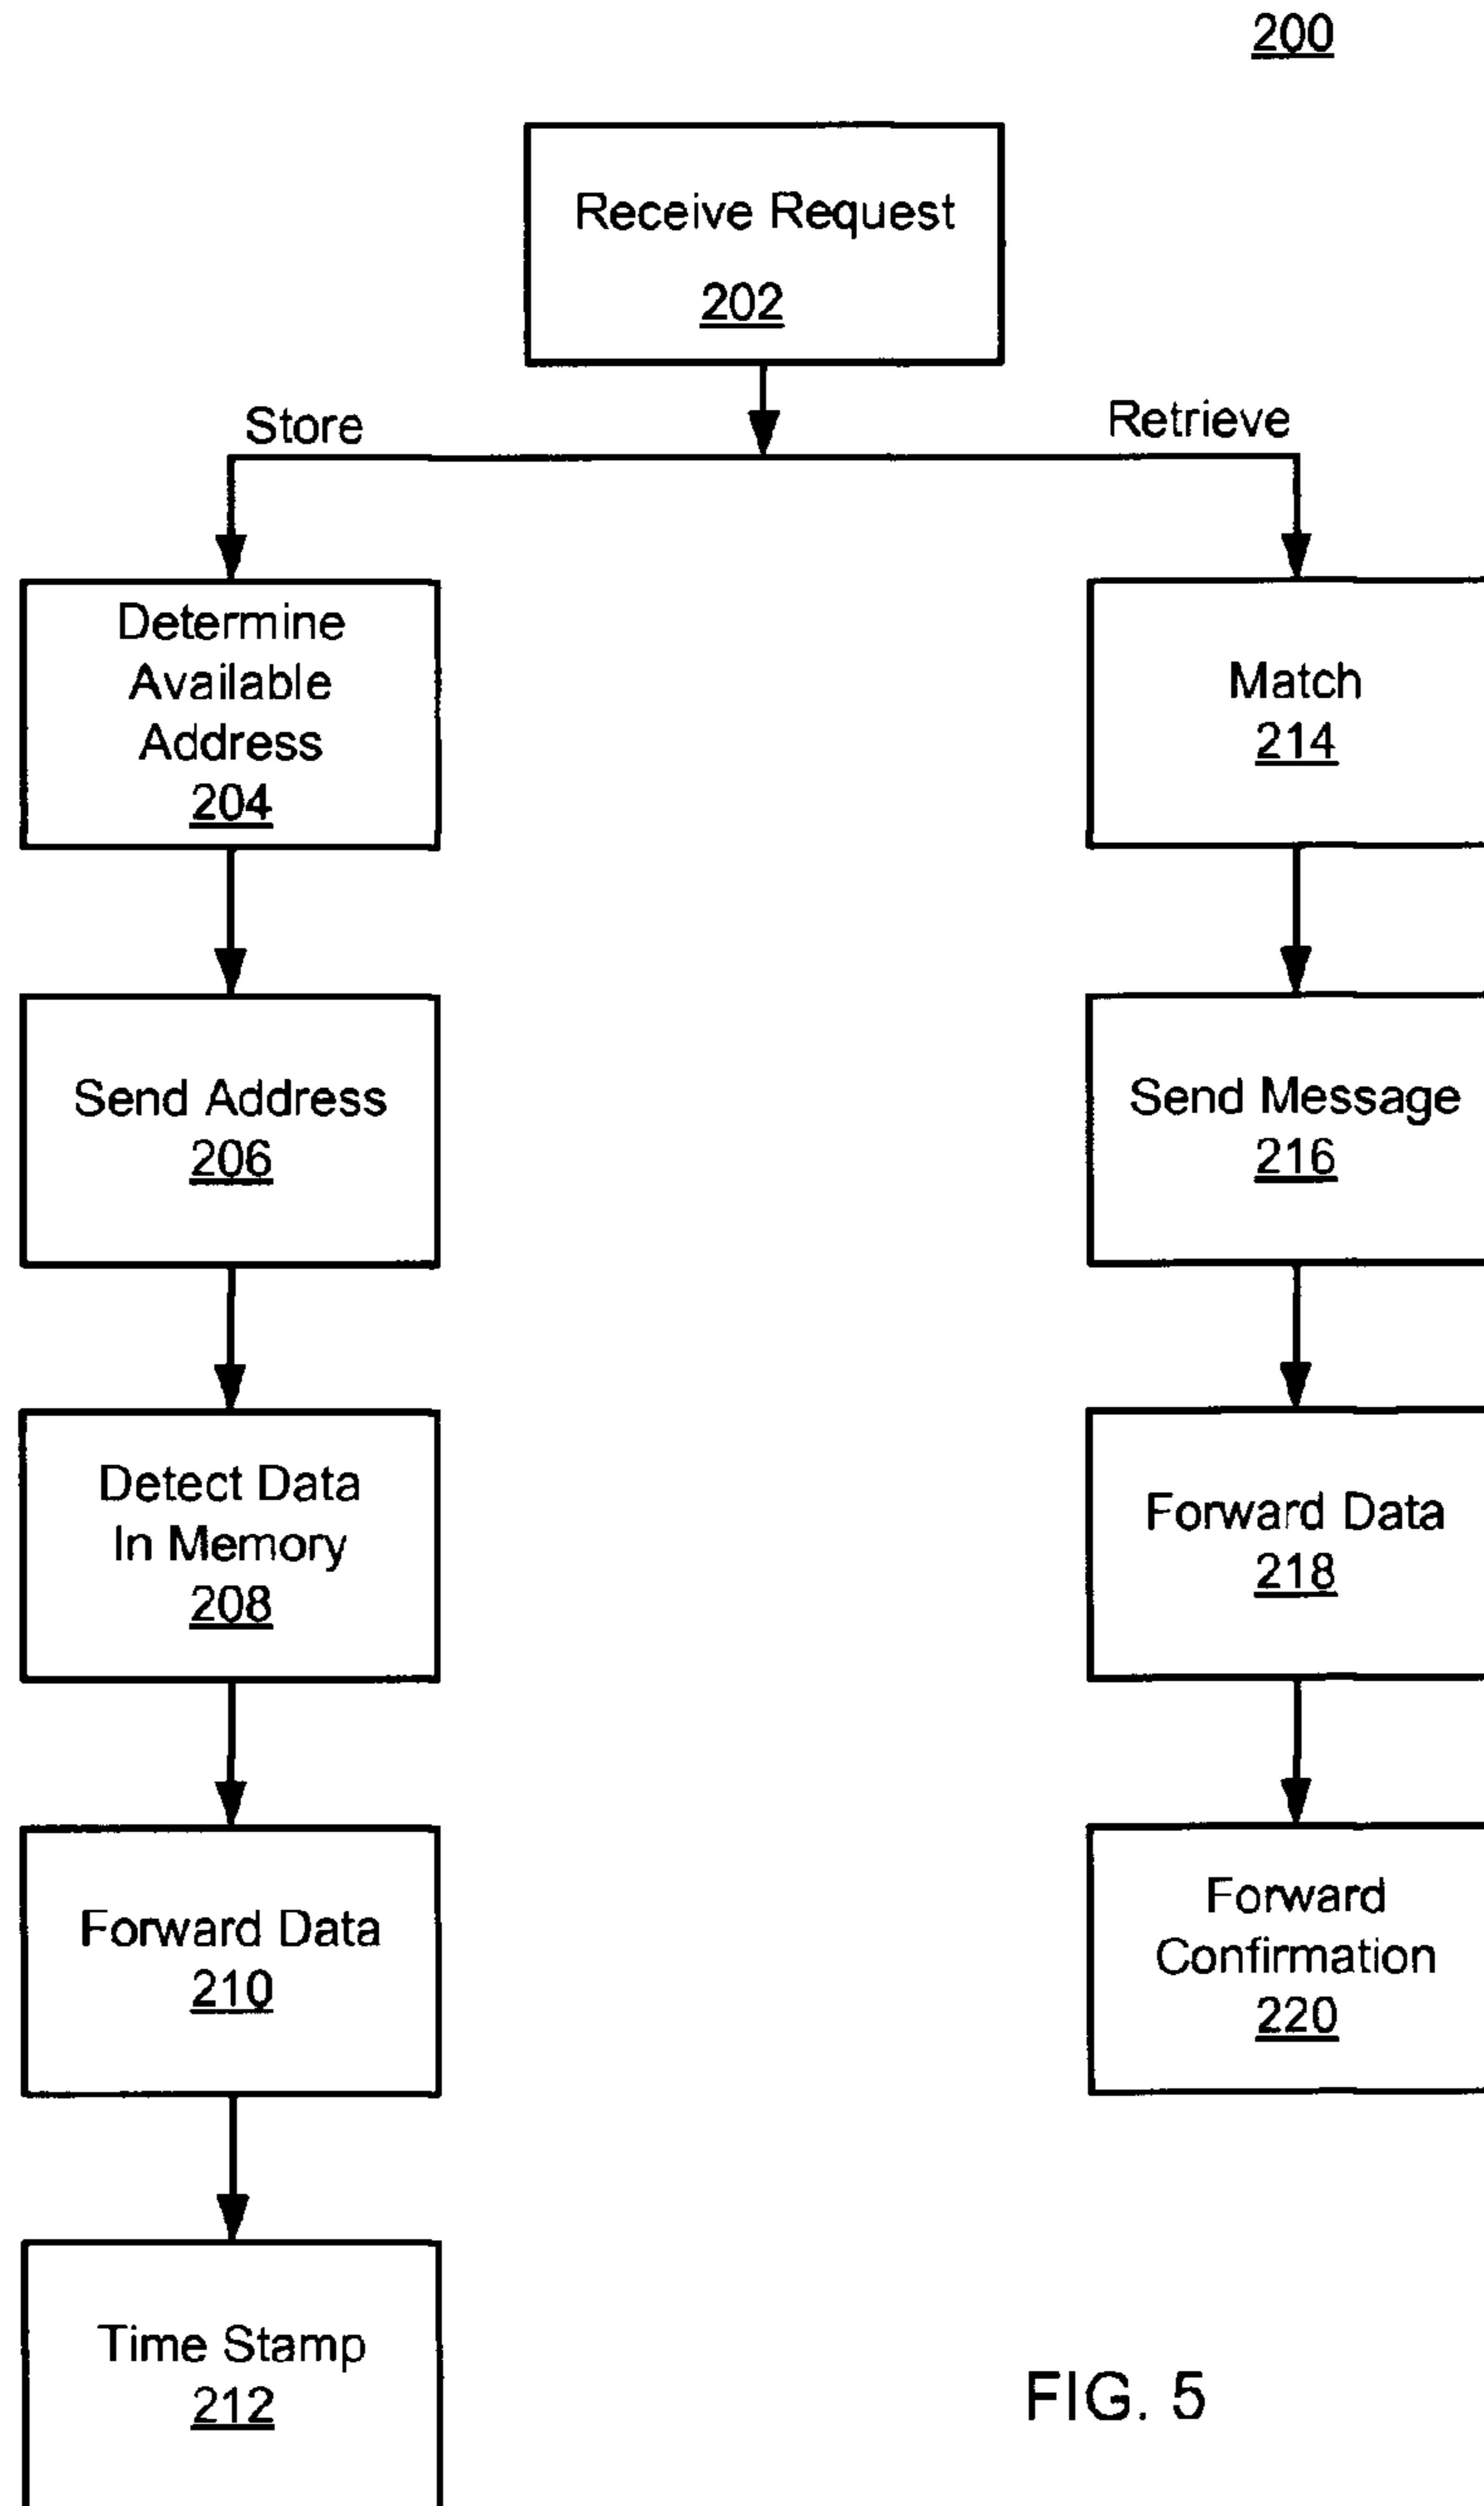 200
Receive Request
202
Store
Retrieve
Determine
Available
Address
204
Match
214
Send Address
206
Send Message
216
Detect Data
In Memory
208
Forward Data
218
Forward Data
210
Forward
Confirmation
220
Time Stamp
212
FIG. 5